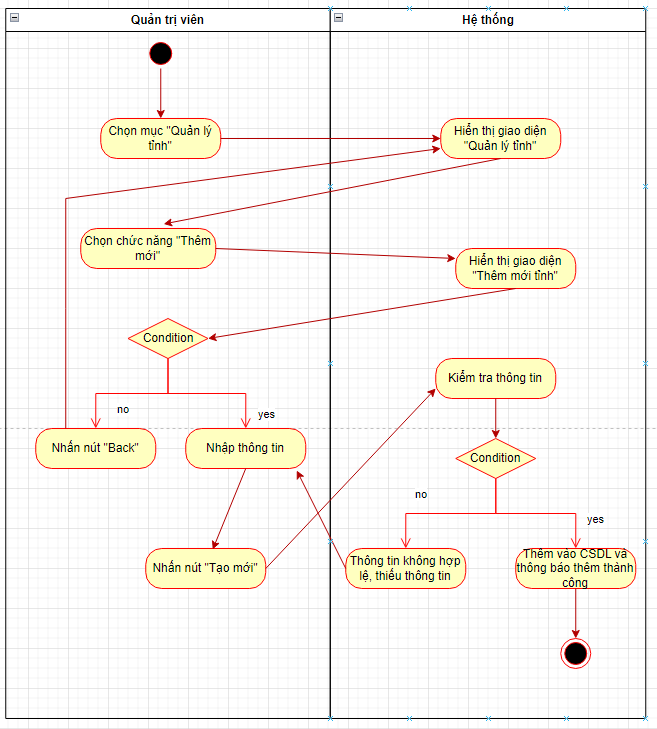 Quản trị viên
Hệ thống
Chọn mục "Quản lý
tỉnh"
Hiển thị giao diện
"Quản lý tỉnh"
Chọn chức năng "Thêm
mới"
Hiển thị giao diện
"Thêm mới tỉnh"
Condition
no
yes
Nhấn nút "Back"
Nhập thông tin
Nhấn nút "Tạo mới"
Kiểm tra thông tin
Condition
no
yes
Thông tin không hợp
lệ, thiếu thông tin
Thêm vào CSDL và
thông báo thêm thành
công